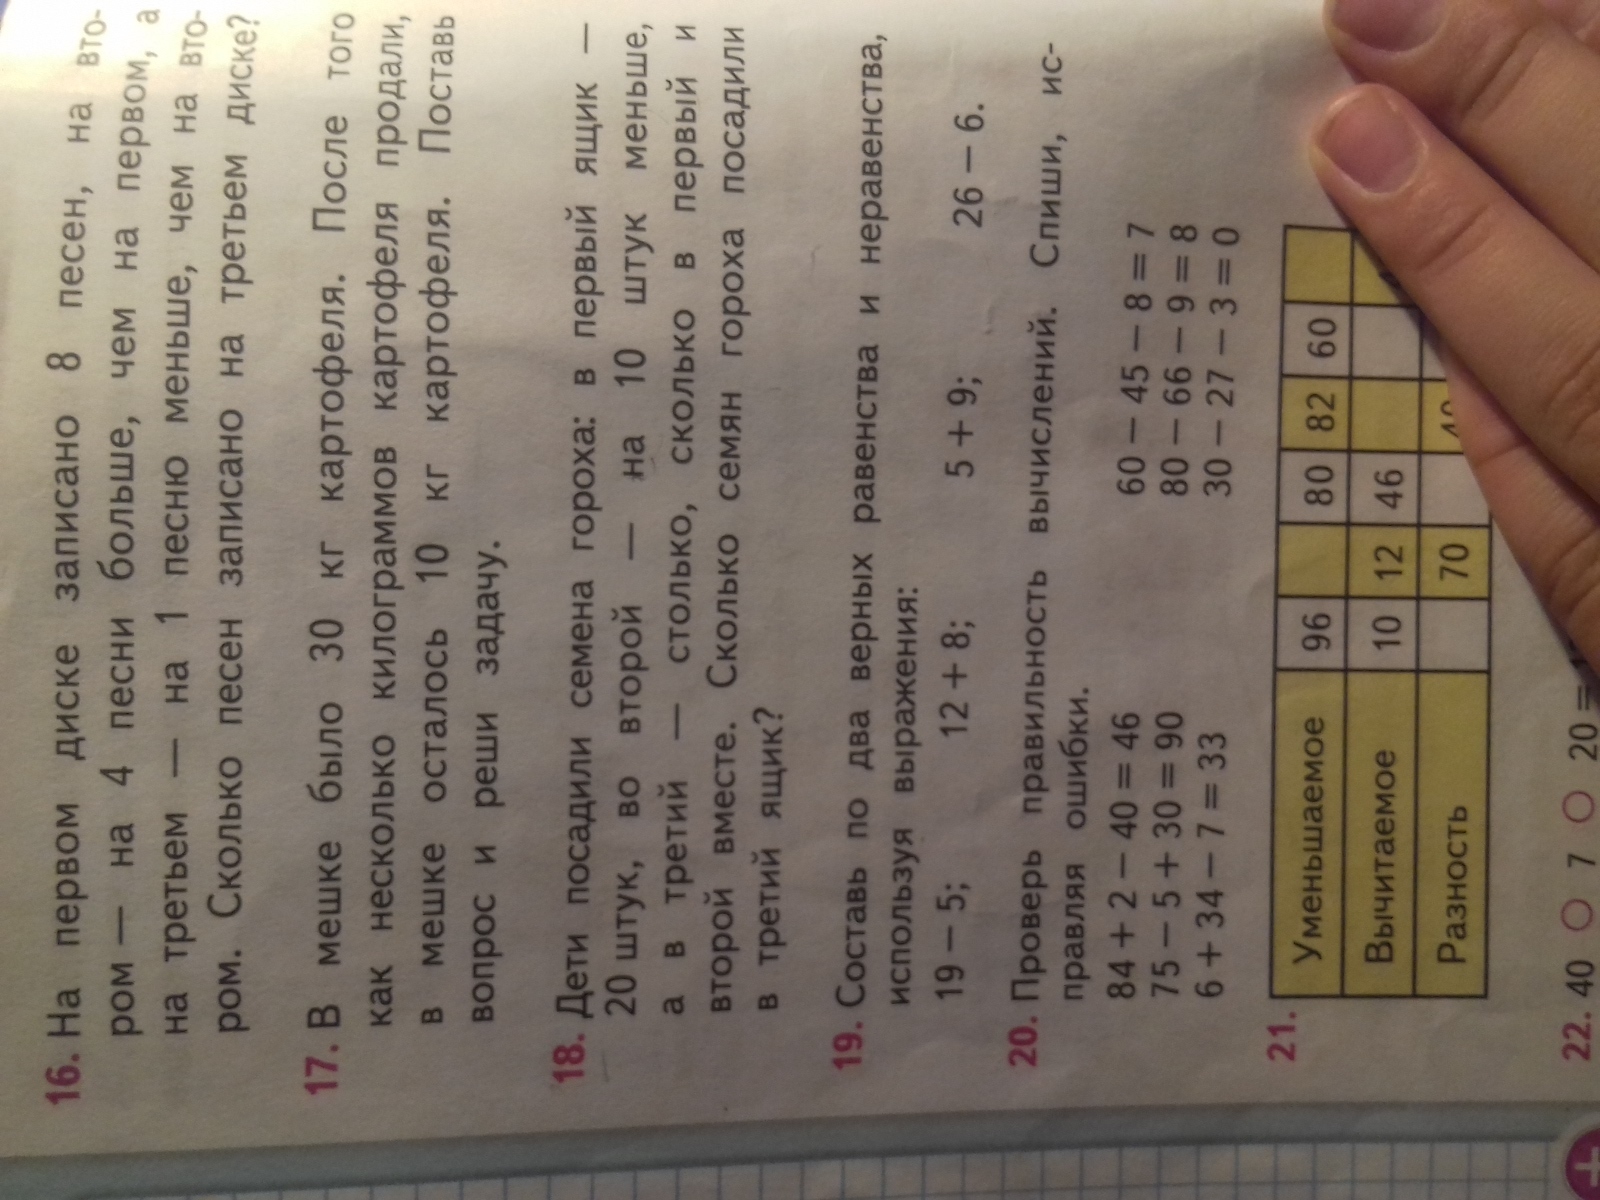 16. На первом диске записано 8 песен, на вто-
ром — на 4 песни больше, чем на первом, а
на третьем — на 1 песню меньше, чем на вто-
ром. Сколько песен записано на третьем диске?
17. В мешке было 30 кг картофеля. После того
как несколько килограммов картофеля продали,
в мешке осталось 10 кг картофеля. Поставь
вопрос и реши задачу.
18. Дети посадили семена гороха: в первый ящик —
20 штук, во второй — на 10 штук меньше,
а в третий — столько, сколько в первый и
второй вместе. Сколько семян гороха посадили
в третий ящик?
19. Составь по два верных равенства и неравенства,
используя выражения:
19 − 5; 12 + 8; 5 + 9; 26 − 6.
20. Проверь правильность вычислений. Спиши, ис-
правляя ошибки.
84 + 2 − 40 = 46 60 − 45 − 8 = 7
75 − 5 + 30 = 90 80 − 66 − 9 = 8
6 + 34 − 7 = 33 30 − 27 − 3 = 0
21.
Уменьшаемое 96 80 82 60
Вычитаемое 10 12 46
Разность 70
22. 40 ○ 7 ○ 20 =